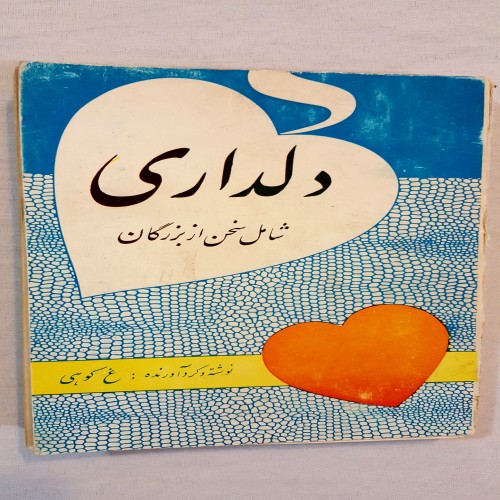 دلداری
شامل سخن از بزرگان
نوشته و گردآورنده : غ کوهی